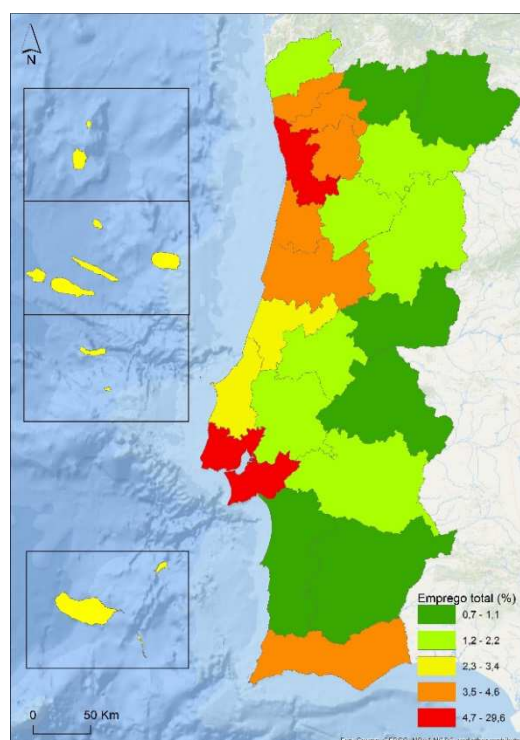 N
Emprego total (%)
0,7 - 1,1
1,2 - 2,2
2,3 - 3,4
3,5 - 4,6
4,7 - 29,6
0 50 Km